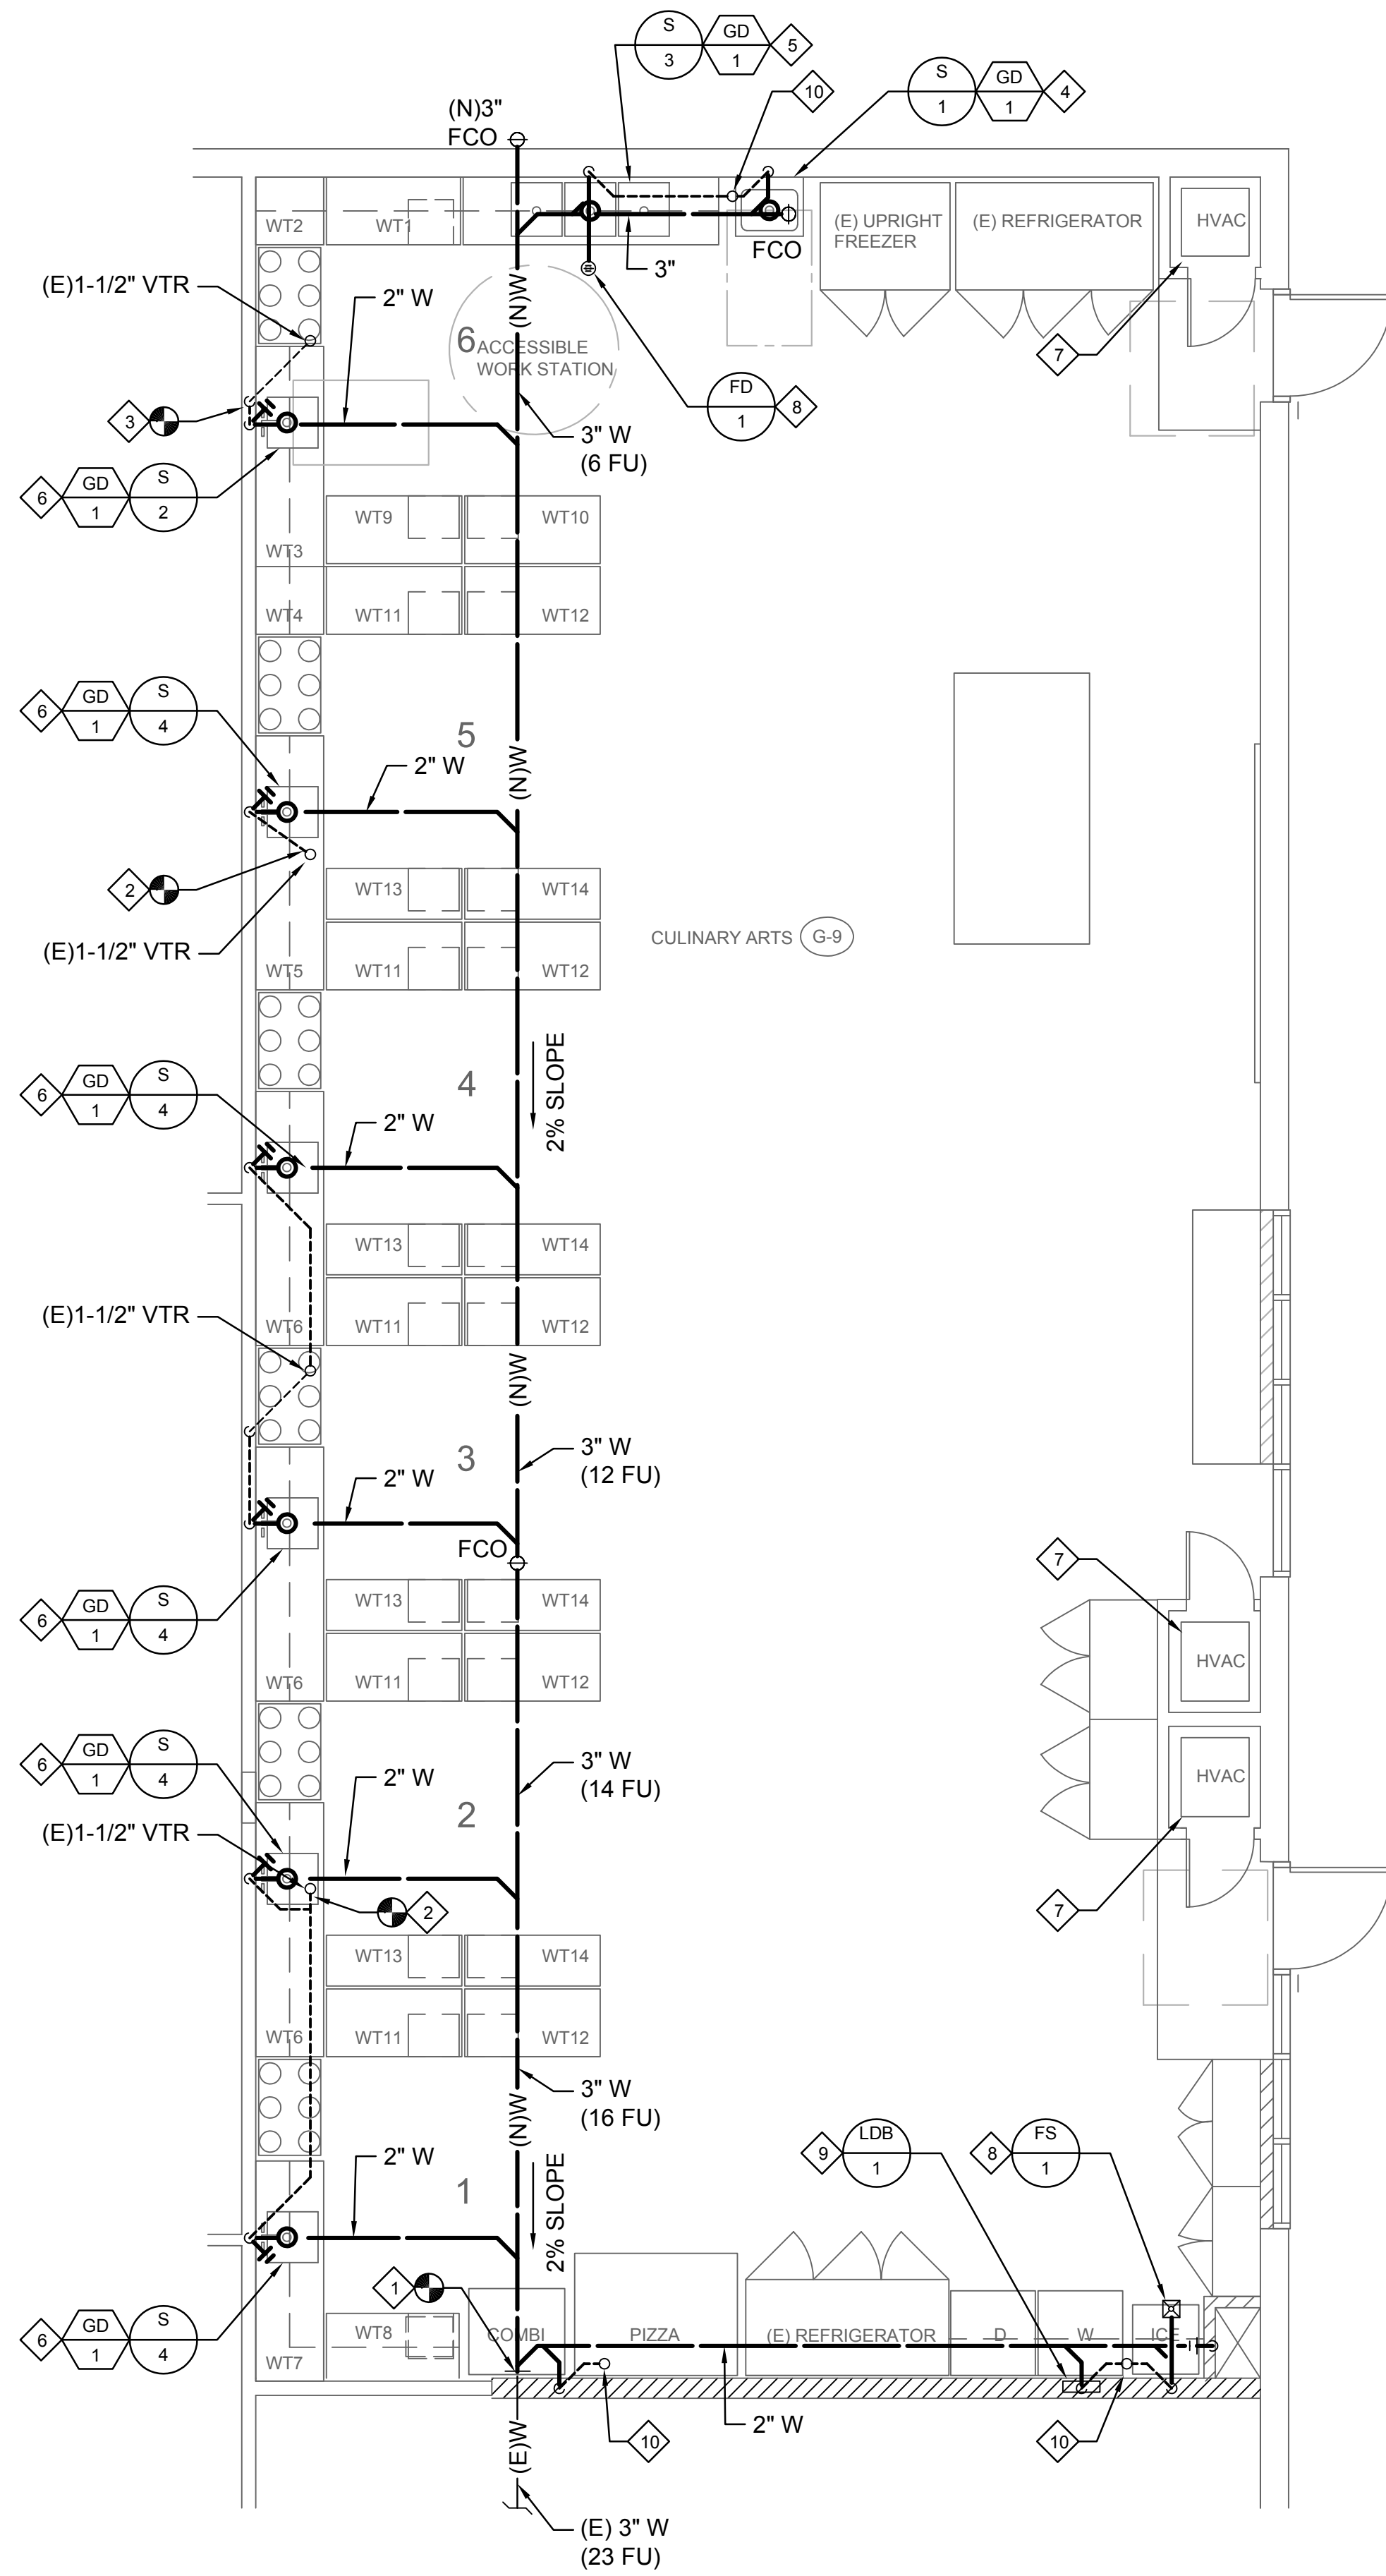 S
3
GD
1
5
S
1
GD
1
4
10
(N)3"
FCO
WT2
WT1
(E) UPRIGHT
FREEZER
(E) REFRIGERATOR
HVAC
FCO
3"
(E)1-1/2" VTR
2" W
(N)W
6
ACCESSIBLE
WORK STATION
7
FD
1
8
3
3" W
(6 FU)
6
GD
1
S
2
WT9
WT10
WT3
WT4
WT11
WT12
6
GD
1
S
4
5
2" W
(N)W
2
WT13
WT14
(E)1-1/2" VTR
CULINARY ARTS
G-9
WT5
WT11
WT12
6
GD
1
S
4
4
2% SLOPE
2" W
WT13
WT14
(E)1-1/2" VTR
WT6
WT11
WT12
(N)W
3
3" W
(12 FU)
2" W
FCO
7
6
GD
1
S
4
WT13
WT14
HVAC
WT6
WT11
WT12
6
GD
1
S
4
2" W
3" W
(14 FU)
HVAC
2
(E)1-1/2" VTR
2
7
WT13
WT14
WT6
WT11
WT12
3" W
(16 FU)
(N)W
2" W
1
2% SLOPE
9
LDB
1
8
FS
1
1
6
GD
1
S
4
WT8
WT7
COMBI
PIZZA
(E) REFRIGERATOR
D
W
ICE
2" W
10
10
(E)W
(E) 3" W
(23 FU)